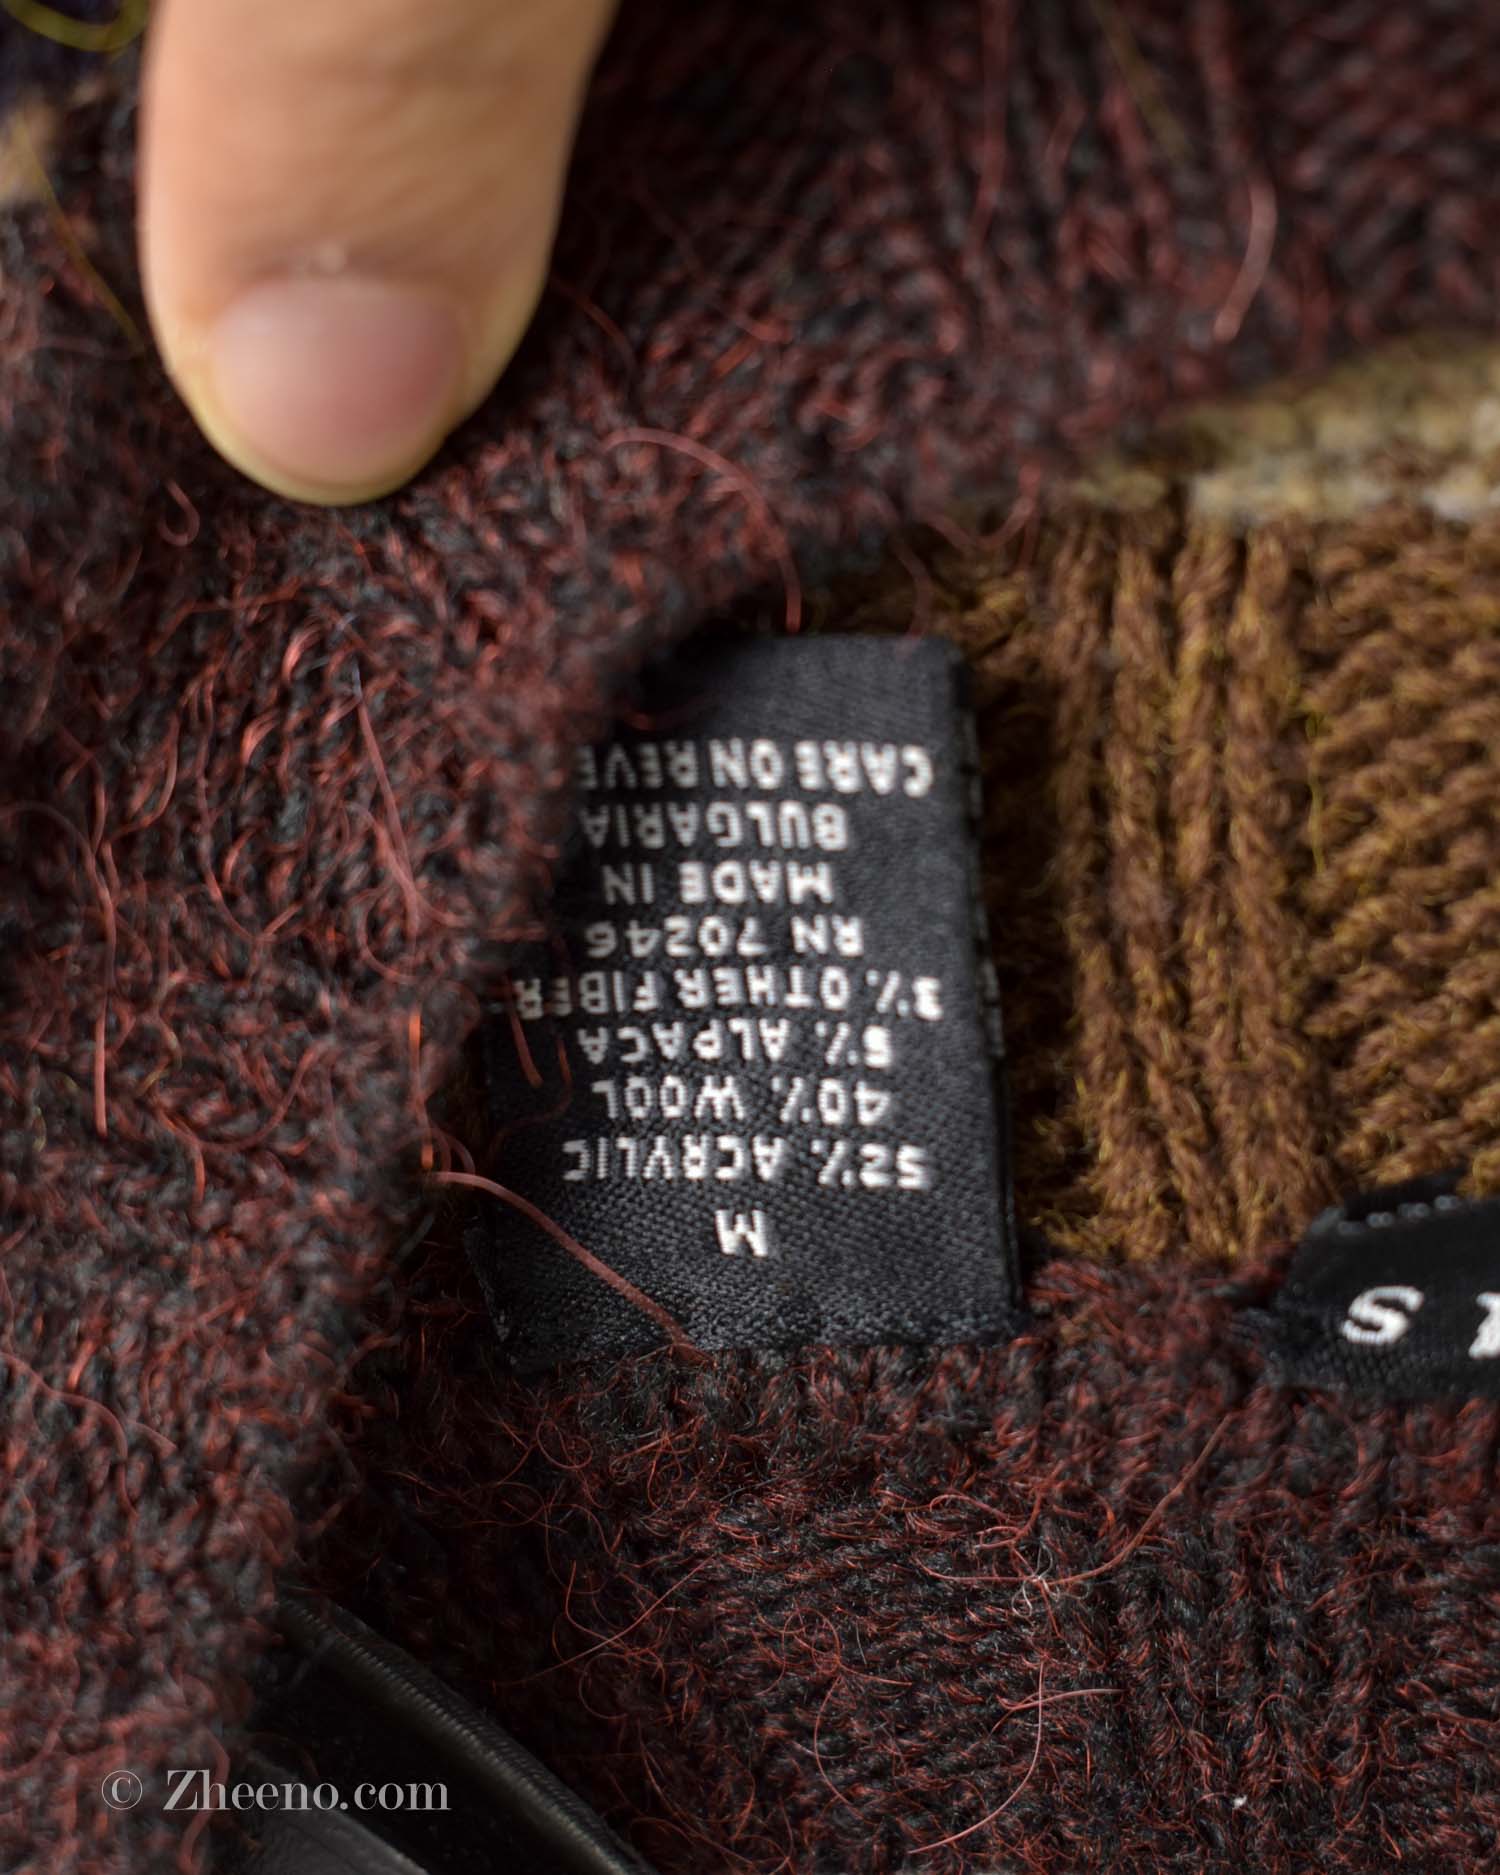 M
52% ACRYLIC
40% WOOL
5% ALPACA
3% OTHER FIBER
RN 70246
MADE IN
BULGARIA
CARE ON REVE
S
© Zheeno.com